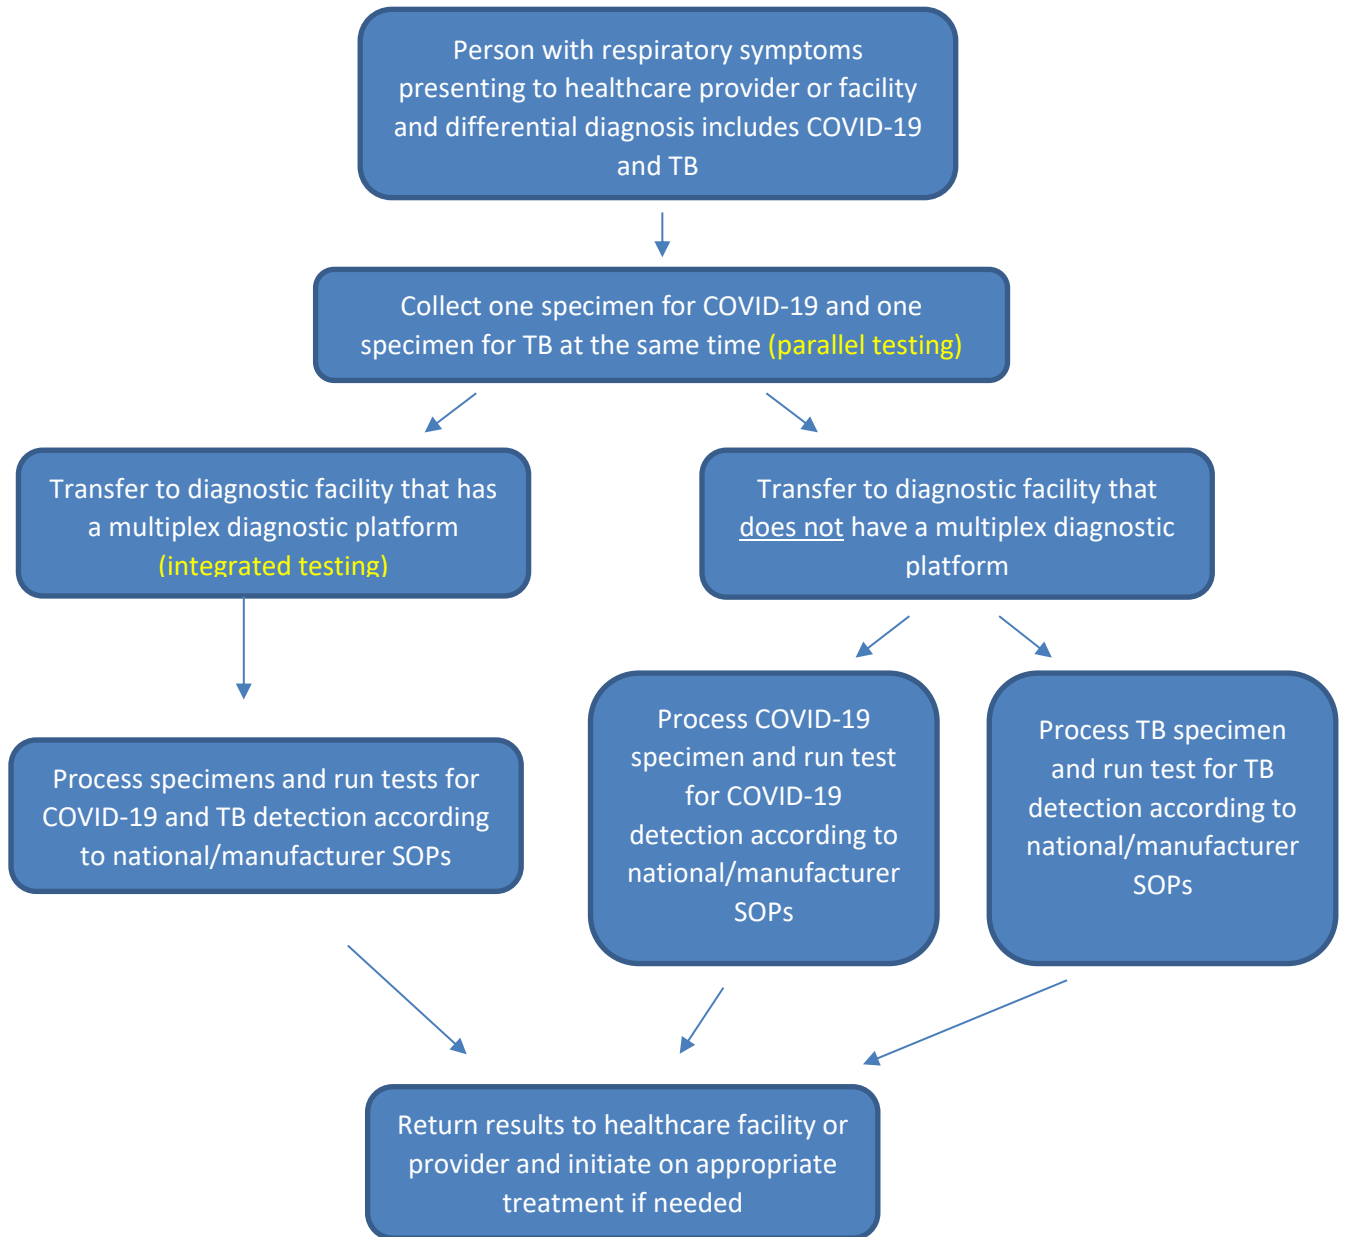 Person with respiratory symptoms
presenting to healthcare provider or facility
and differential diagnosis includes COVID-19
and TB
Collect one specimen for COVID-19 and one
specimen for TB at the same time (parallel testing)
Transfer to diagnostic facility that has
a multiplex diagnostic platform
(integrated testing)
Transfer to diagnostic facility that
does not have a multiplex diagnostic
platform
Process specimens and run tests for
COVID-19 and TB detection according
to national/manufacturer SOPs
Process COVID-19
specimen and run test
for COVID-19
detection according to
national/manufacturer
SOPs
Process TB specimen
and run test for TB
detection according to
national/manufacturer
SOPs
Return results to healthcare facility or
provider and initiate on appropriate
treatment if needed